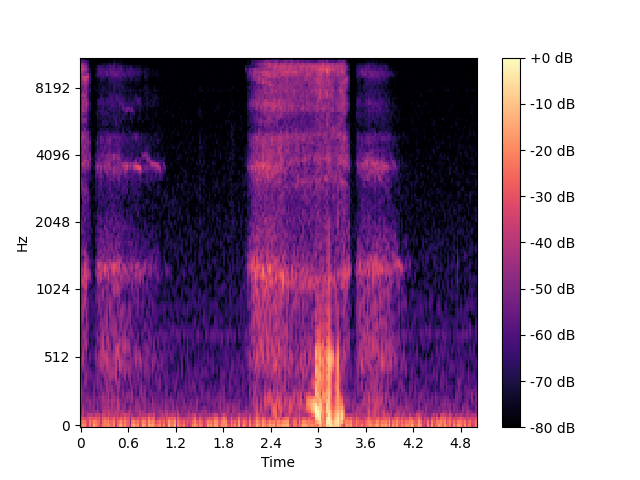 +0 dB
8192
-10 dB
4096
-20 dB
-30 dB
2048
Hz
-40 dB
1024
-50 dB
-60 dB
512
-70 dB
0
-80 dB
0 0.6 1.2 1.8 2.4 3 3.6 4.2 4.8
Time